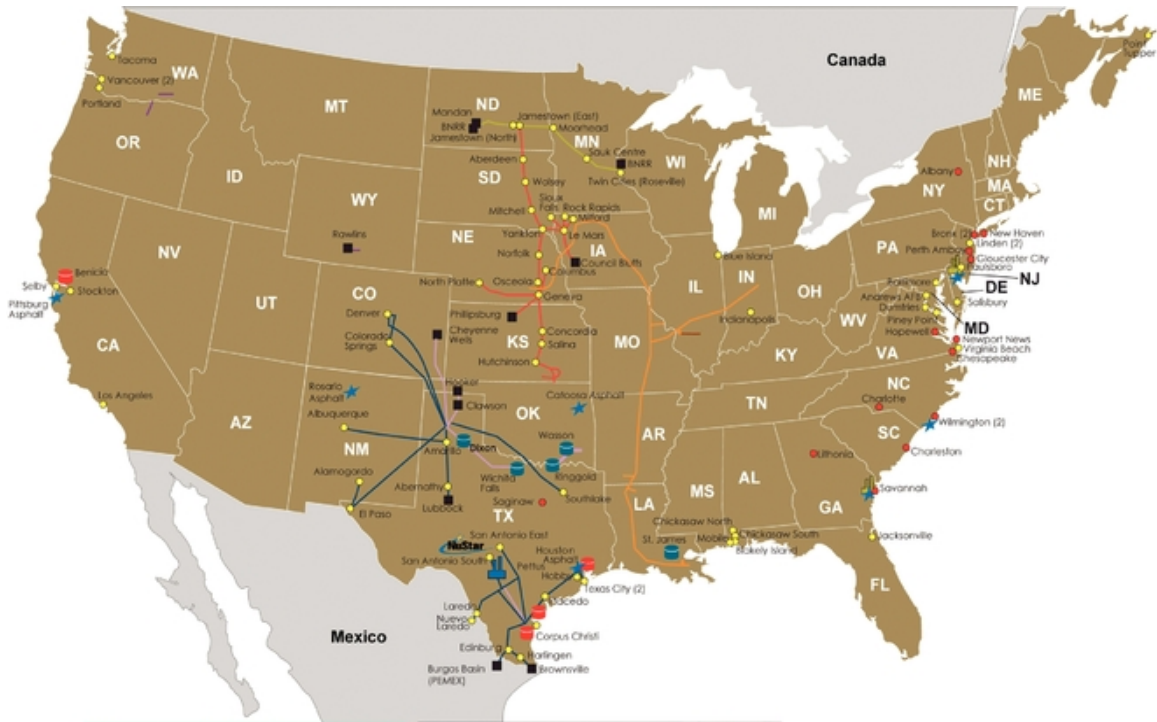 Canada
Point
Tupper
Tacoma
WA
Vancouver (2)
Portland
OR
MT
ID
WY
Rawlins
NV
UT
CA
AZ
Selby
Benicia
Stockton
Pittsburg
Asphalt
Los Angeles
ND
Mandan
BNRR
Jamestown (East)
Jamestown (North)
Moorhead
MN
Sauk Centre
BNRR
Twin Cities (Roseville)
WI
MI
Aberdeen
SD
Wolsey
Sioux
Falls
Rock Rapids
Mitchell
Milford
Yankton
Le Mars
NE
IA
Norfolk
Council Bluffs
Columbus
North Platte
Osceola
Geneva
Phillipsburg
Concordia
KS
Salina
Hutchinson
CO
Denver
Colorado
Springs
Cheyenne
Wells
Hooker
Clawson
Rosario
Asphalt
Albuquerque
NM
Alamogordo
El Paso
OK
Catoosa Asphalt
Wasson
Dixon
Amarillo
Wichita
Falls
Ringgold
Abernathy
Lubbock
Southlake
Saginaw
TX
NuStar
San Antonio East
San Antonio South
Pettus
Houston
Asphalt
Hobby
Texas City (2)
Placedo
Laredo
Nuevo
Laredo
Corpus Christi
Edinburg
Harlingen
Burgos Basin
(PEMEX)
Brownsville
Mexico
MO
AR
LA
St. James
MS
AL
Chickasaw North
Chickasaw South
Mobile
Blakely Island
IL
Blue Island
IN
Indianapolis
OH
KY
TN
WV
VA
NC
Charlotte
SC
Wilmington (2)
Charleston
Lithonia
GA
Savannah
Jacksonville
FL
ME
NH
MA
CT
NY
Albany
PA
Bronx (2)
New Haven
Linden (2)
Perth Amboy
Gloucester City
Paulsboro
NJ
DE
Baltimore
Andrews AFB
Salisbury
Dumfries
Piney Point
MD
Hopewell
Newport News
Virginia Beach
Chesapeake